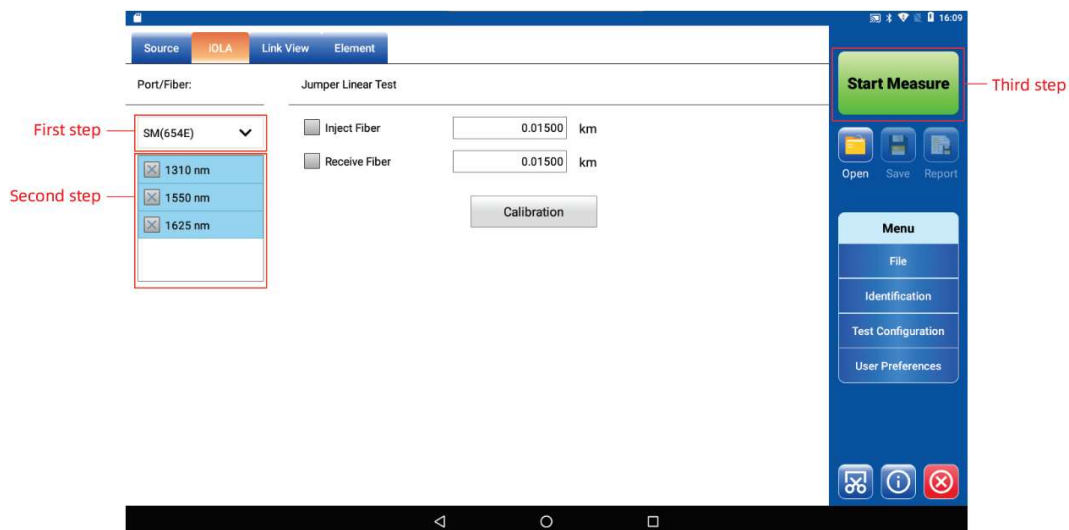 16:09
Source IOLA Link View Element
Port/Fiber:
Jumper Linear Test
Start Measure
Third step
First step
SM(654E)
Inject Fiber 0.01500 km
Receive Fiber 0.01500 km
Second step
1310 nm
1550 nm
1625 nm
Calibration
Open Save Report
Menu
File
Identification
Test Configuration
User Preferences